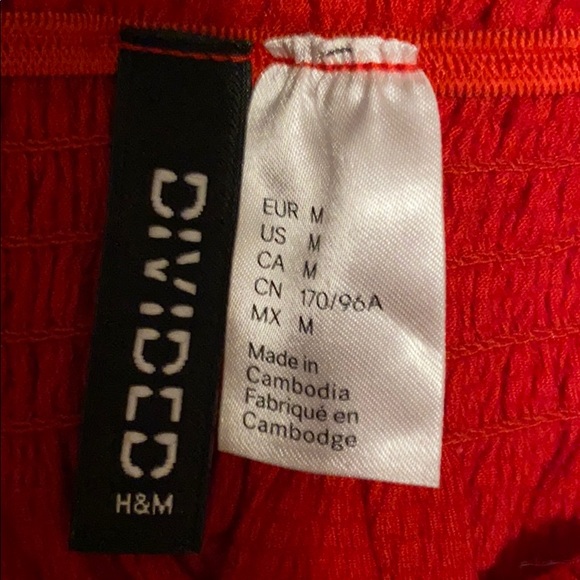 DIVIDED
H&M
EUR M
US M
CA M
CN 170/96A
MX M
Made in
Cambodia
Fabriqué en
Cambodge